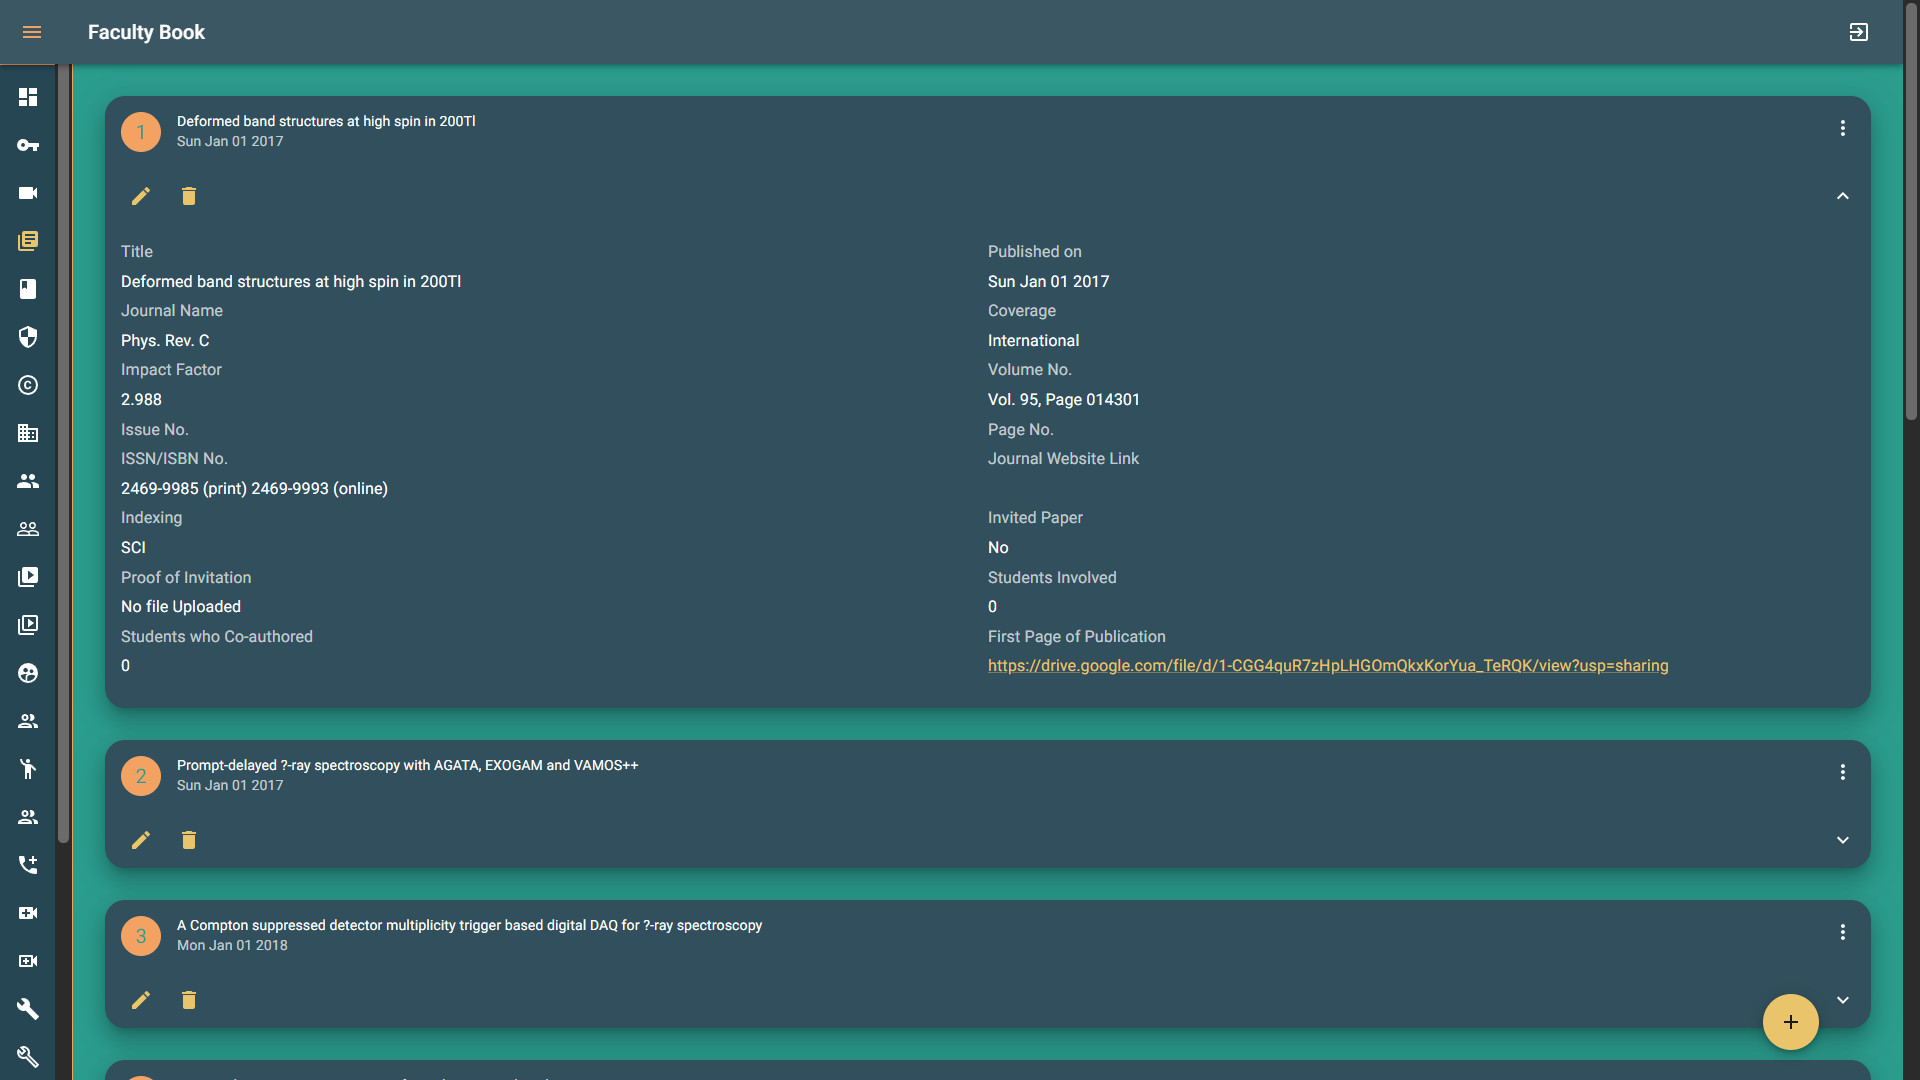 Faculty Book
1
Deformed band structures at high spin in 200Tl
Sun Jan 01 2017
Title
Published on
Deformed band structures at high spin in 200Tl
Sun Jan 01 2017
Journal Name
Coverage
Phys. Rev. C
International
Impact Factor
Volume No.
2.988
Vol. 95, Page 014301
Issue No.
Page No.
ISSN/ISBN No.
Journal Website Link
2469-9985 (print) 2469-9993 (online)
Indexing
Invited Paper
SCI
No
Proof of Invitation
Students Involved
No file Uploaded
0
Students who Co-authored
First Page of Publication
0
https://drive.google.com/file/d/1-CGG4quR7zHpLHGOmQkxKorYua_TeRQK/view?usp=sharing
2
Prompt-delayed ?-ray spectroscopy with AGATA, EXOGAM and VAMOS++
Sun Jan 01 2017
3
A Compton suppressed detector multiplicity trigger based digital DAQ for ?-ray spectroscopy
Mon Jan 01 2018